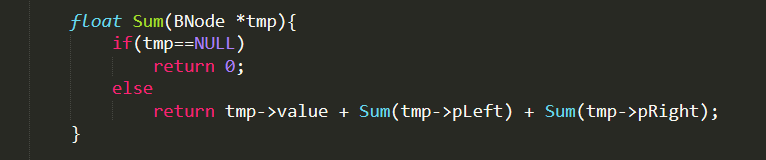 float Sum(BNode *tmp){
if(tmp==NULL)
return 0;
else
return tmp->value + Sum(tmp->pLeft) + Sum(tmp->pRight);
}